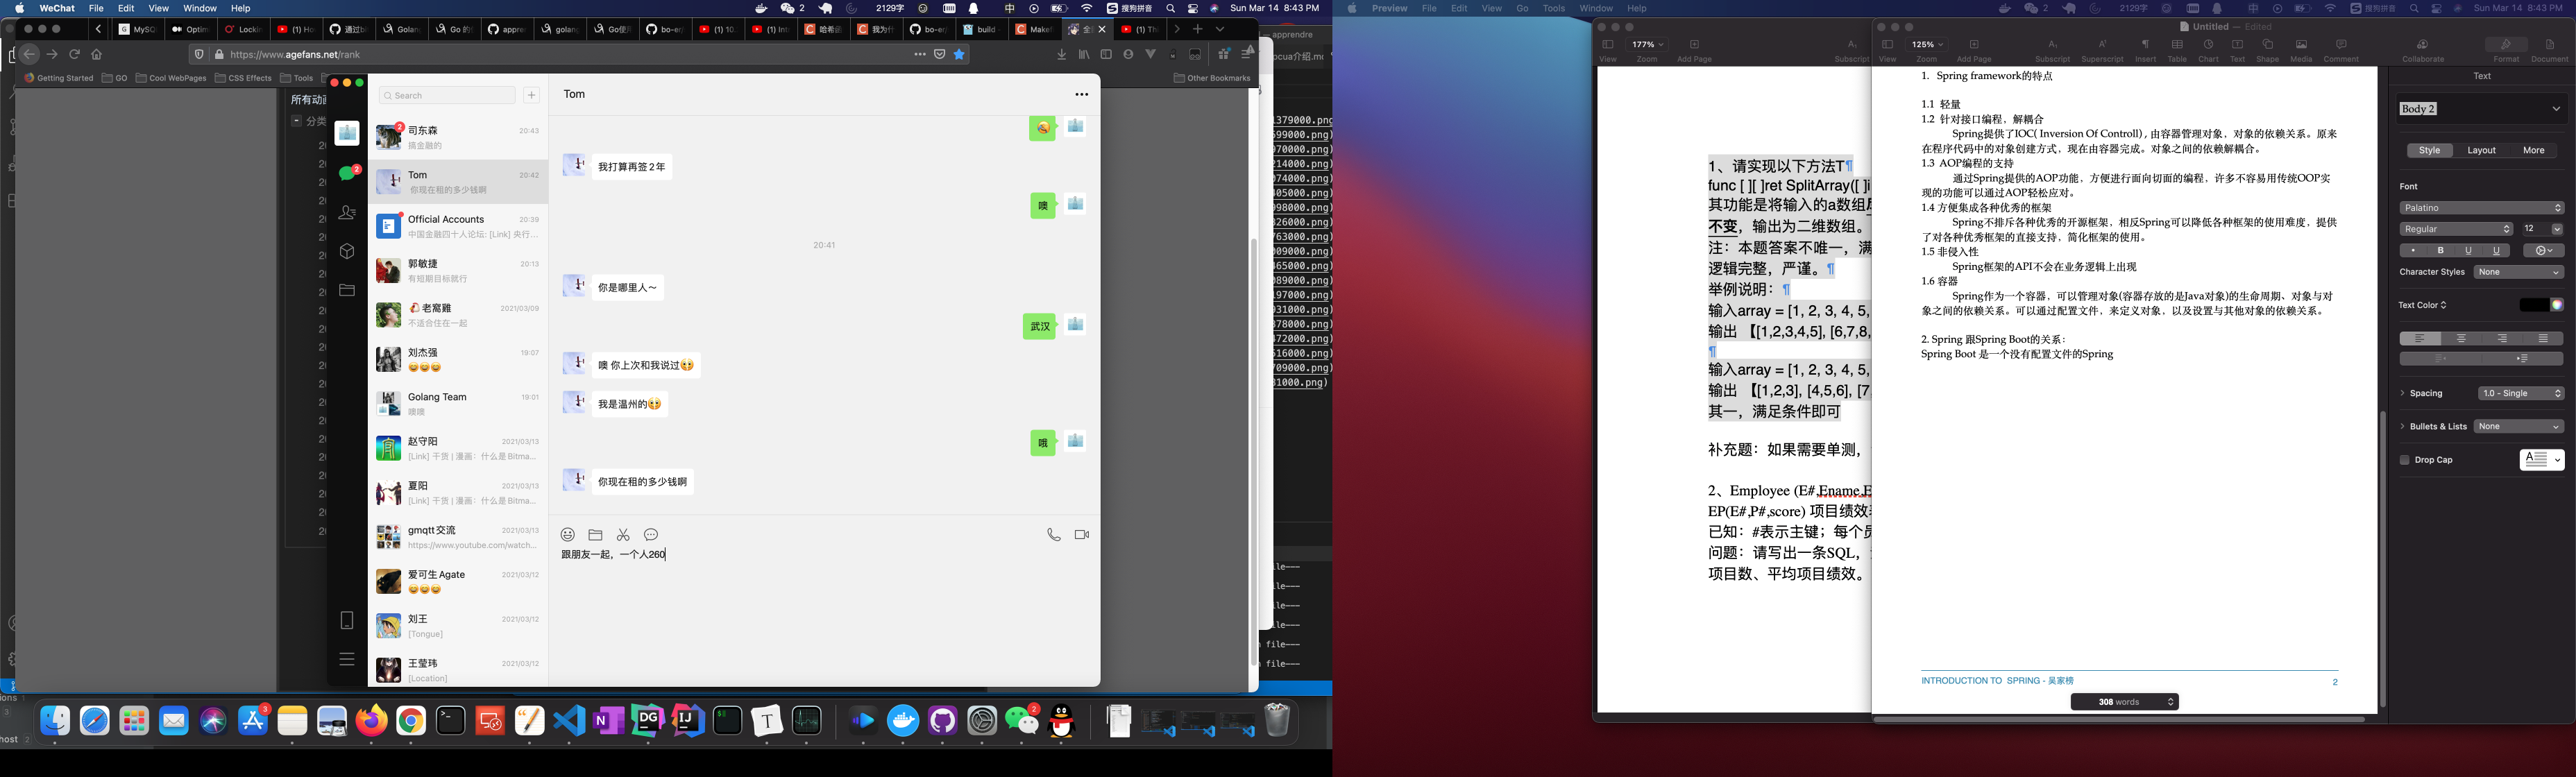 WeChat File Edit View Window Help
2 2129字 中 搜狗拼音 Sun Mar 14 8:43 PM
https://www.agefans.net/rank
Getting Started GO Cool WebPages CSS Effects Tools Other Bookmarks
所有动画
分类
Search
司东森 20:43
搞金融的
Tom 20:42
你现在租的多少钱啊
Official Accounts 20:39
中国金融四十人论坛: [Link] 央行...
郭敏捷 20:13
有短期目标就行
老窩雞 2021/03/09
不适合住在一起
刘杰强 19:07
Golang Team 19:01
噢噢
赵守阳 2021/03/13
[Link] 干货 | 漫画：什么是Bitma...
夏阳 2021/03/13
[Link] 干货 | 漫画：什么是Bitma...
gmqtt交流 2021/03/13
https://www.youtube.com/watch...
爱可生Agate 2021/03/12
刘王 2021/03/12
[Tongue]
王莹玮 2021/03/12
[Location]
Tom
我打算再签2年
噢
20:41
你是哪里人～
武汉
噢 你上次和我说过
我是温州的
哦
你现在租的多少钱啊
跟朋友一起，一个人260
Preview File Edit View Go Tools Window Help
2 2129字 中 搜狗拼音 Sun Mar 14 8:43 PM
177%
View Zoom Add Page Subscript
1、请实现以下方法T¶
func [ ][ ]ret SplitArray([ ]i
其功能是将输入的a数组
不变，输出为二维数组。
注：本题答案不唯一，满
逻辑完整，严谨。¶
举例说明：¶
输入array = [1, 2, 3, 4, 5,
输出 【[1,2,3,4,5], [6,7,8,
¶
输入array = [1, 2, 3, 4, 5,
输出 【[1,2,3], [4,5,6], [7,
其一，满足条件即可
补充题：如果需要单测，
2、Employee (E#,Ename,E
EP(E#,P#,score) 项目绩效
已知：#表示主键；每个员
问题：请写出一条SQL，
项目数、平均项目绩效。
Untitled — Edited
125%
View Zoom Add Page Subscript Superscript Insert Table Chart Text Shape Media Comment Collaborate Format Document
1. Spring framework的特点
1.1 轻量
1.2 针对接口编程，解耦合
Spring提供了IOC( Inversion Of Controll) , 由容器管理对象，对象的依赖关系。原来
在程序代码中的对象创建方式，现在由容器完成。对象之间的依赖解耦合。
1.3 AOP编程的支持
通过Spring提供的AOP功能，方便进行面向切面的编程，许多不容易用传统OOP实
现的功能可以通过AOP轻松应对。
1.4 方便集成各种优秀的框架
Spring不排斥各种优秀的开源框架，相反Spring可以降低各种框架的使用难度，提供
了对各种优秀框架的直接支持，简化框架的使用。
1.5 非侵入性
Spring框架的API不会在业务逻辑上出现
1.6 容器
Spring作为一个容器，可以管理对象(容器存放的是Java对象)的生命周期、对象与对
象之间的依赖关系。可以通过配置文件，来定义对象，以及设置与其他对象的依赖关系。
2. Spring 跟Spring Boot的关系：
Spring Boot 是一个没有配置文件的Spring
INTRODUCTION TO SPRING - 吴家榜 2
308 words
Text
Body 2
Style Layout More
Font
Palatino
Regular 12
B U U
Character Styles None
Text Color
Spacing 1.0 - Single
Bullets & Lists None
Drop Cap